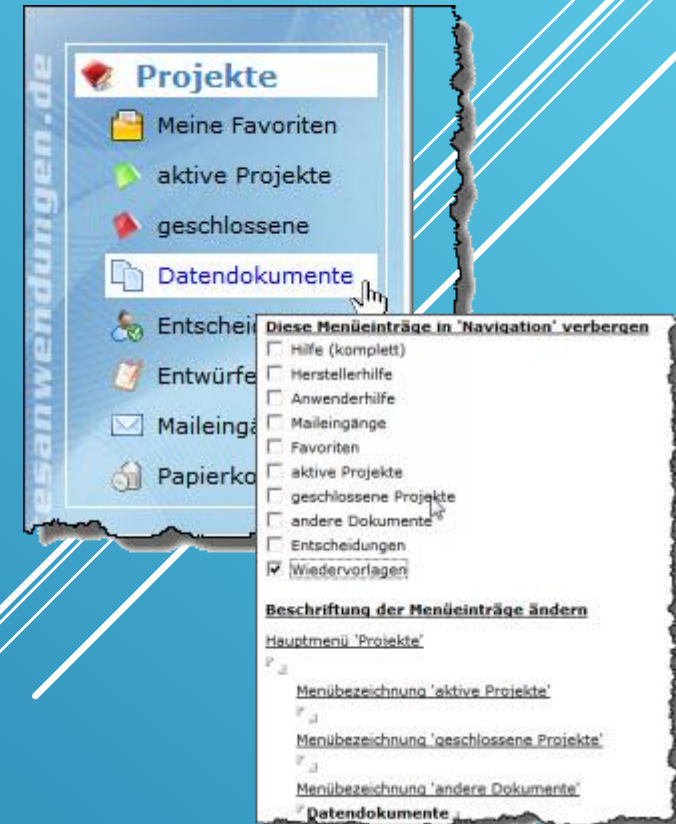 esanwendungen.de
Projekte
Meine Favoriten
aktive Projekte
geschlossene
Datendokumente
Entschei
Entwürfe
Maileingä
Papierko
Diese Menüeinträge in 'Navigation' verbergen
Hilfe (komplett)
Herstellerhilfe
Anwenderhilfe
Maileingänge
Favoriten
aktive Projekte
geschlossene Projekte
andere Dokumente
Entscheidungen
Wiedervorlagen
Beschriftung der Menüeinträge ändern
Hauptmenü 'Projekte'
Menübezeichnung 'aktive Projekte'
Menübezeichnung 'geschlossene Projekte'
Menübezeichnung 'andere Dokumente'
Datendokumente